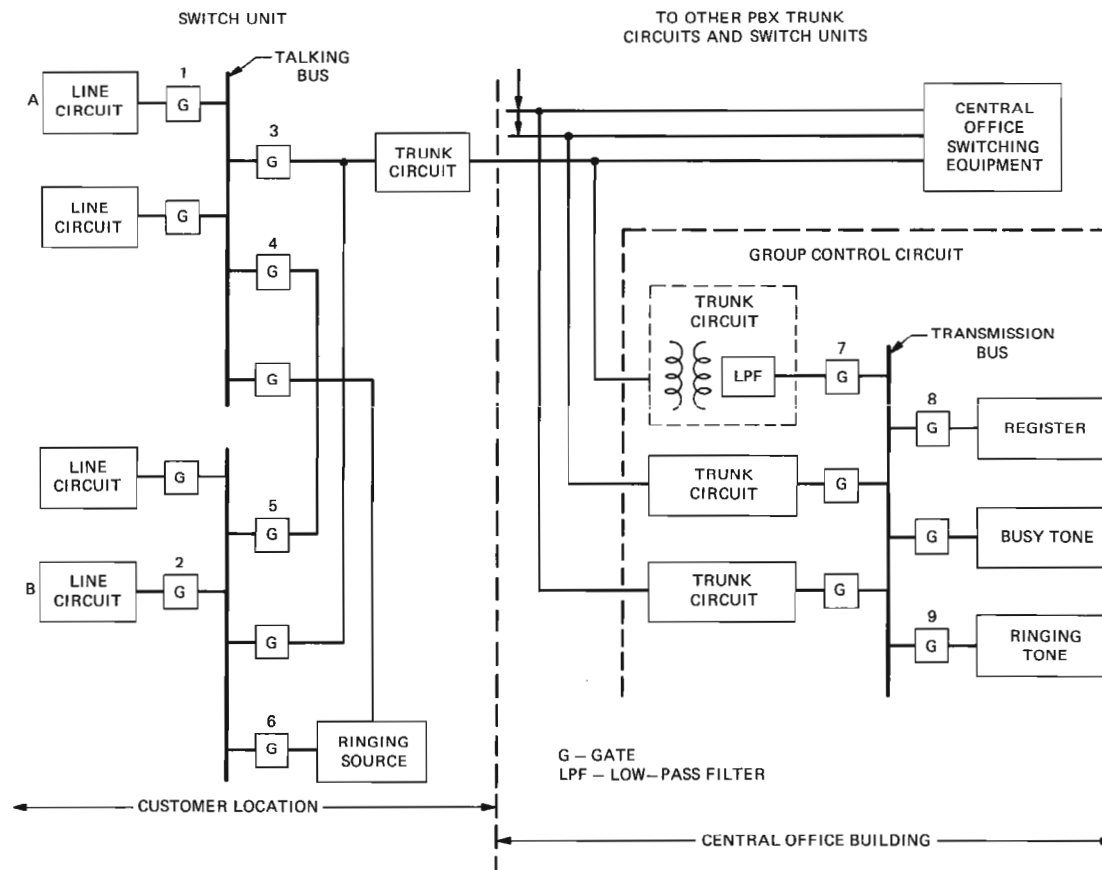 SWITCH UNIT
TO OTHER PBX TRUNK
CIRCUITS AND SWITCH UNITS
TALKING
BUS
A
LINE
CIRCUIT
1
G
3
G
TRUNK
CIRCUIT
CENTRAL
OFFICE
SWITCHING
EQUIPMENT
LINE
CIRCUIT
G
4
G
G
GROUP CONTROL CIRCUIT
TRUNK
CIRCUIT
LPF
7
G
TRANSMISSION
BUS
8
G
REGISTER
LINE
CIRCUIT
G
5
G
TRUNK
CIRCUIT
G
G
BUSY TONE
B
LINE
CIRCUIT
2
G
G
TRUNK
CIRCUIT
G
9
G
RINGING
TONE
6
G
RINGING
SOURCE
G – GATE
LPF – LOW–PASS FILTER
CUSTOMER LOCATION
CENTRAL OFFICE BUILDING